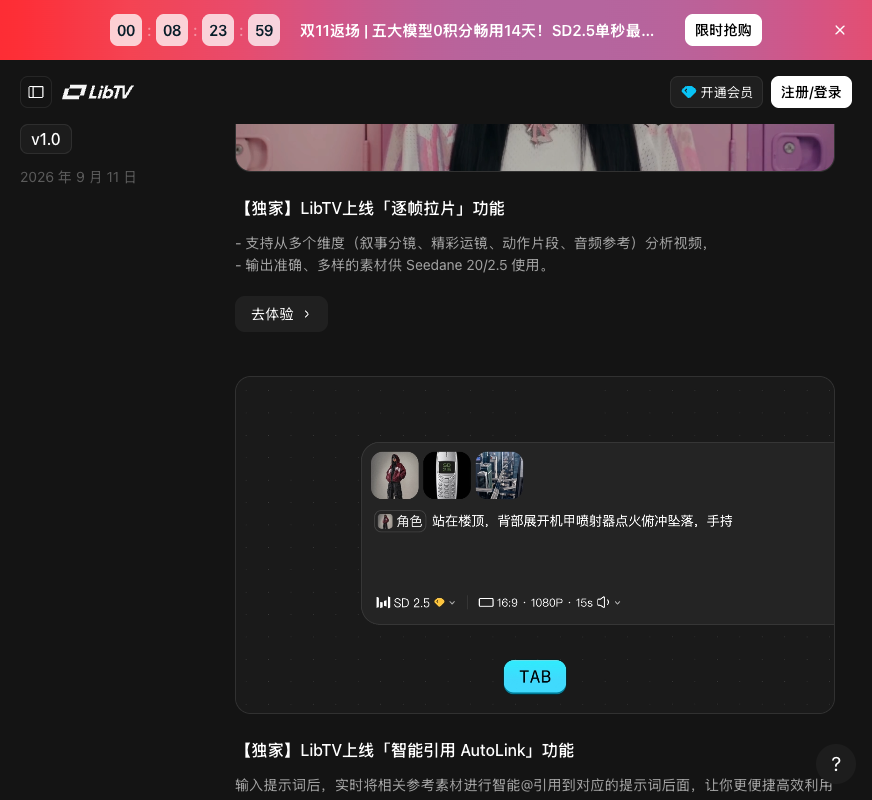 00 : 08 : 23 : 59 双11返场 | 五大模型0积分畅用14天！SD2.5单秒最... 限时抢购
LibTV 开通会员 注册/登录
v1.0
2026 年 9 月 11 日
【独家】LibTV上线「逐帧拉片」功能
- 支持从多个维度（叙事分镜、精彩运镜、动作片段、音频参考）分析视频，
- 输出准确、多样的素材供 Seedane 20/2.5 使用。
去体验
角色 站在楼顶，背部展开机甲喷射器点火俯冲坠落，手持
SD 2.5 16:9 · 1080P · 15s
TAB
【独家】LibTV上线「智能引用 AutoLink」功能
?
输入提示词后，实时将相关参考素材进行智能@引用到对应的提示词后面，让你更便捷高效利用